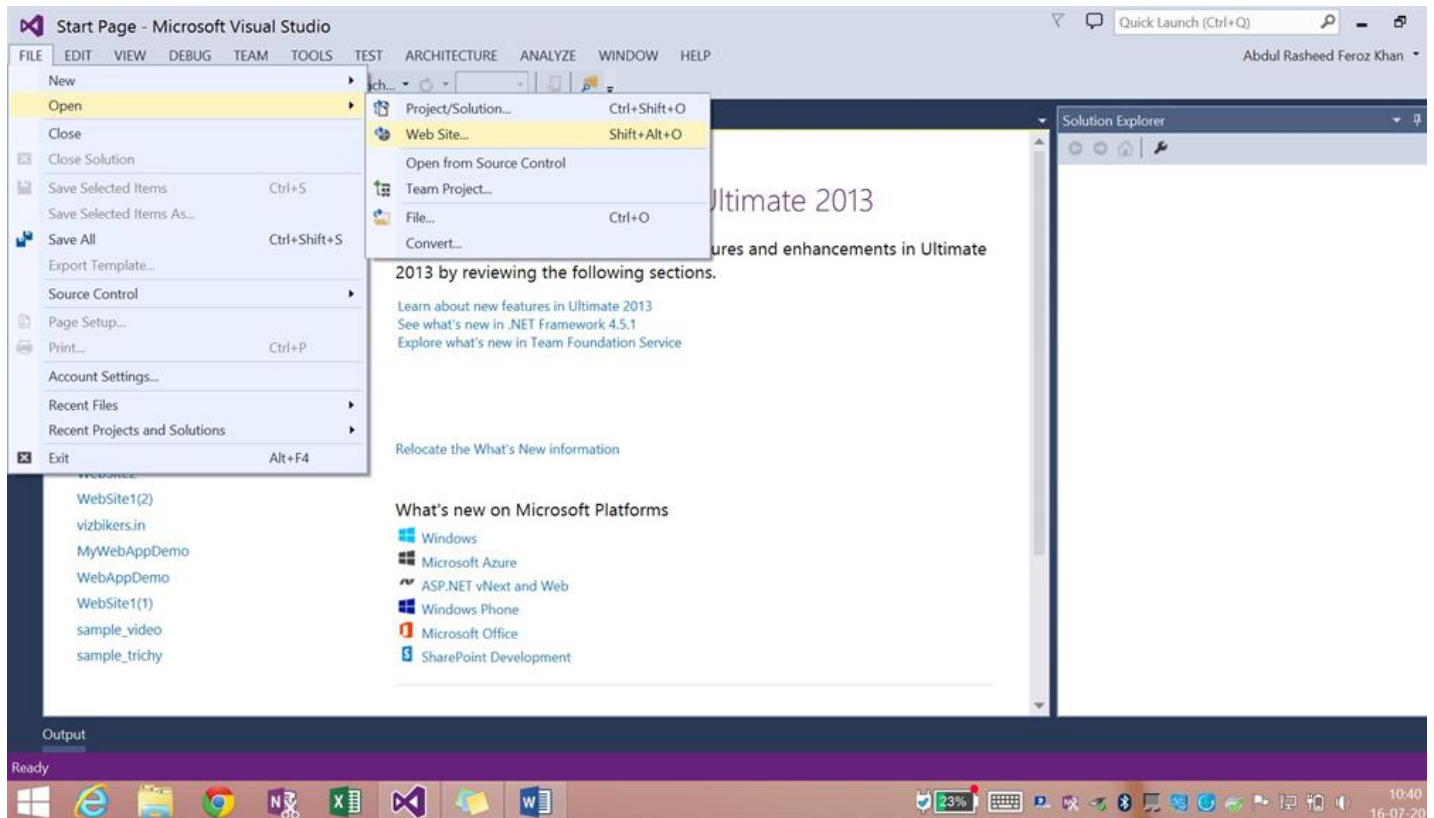 Start Page - Microsoft Visual Studio
Quick Launch (Ctrl+Q)
FILE EDIT VIEW DEBUG TEAM TOOLS TEST ARCHITECTURE ANALYZE WINDOW HELP
Abdul Rasheed Feroz Khan
New
Open
Close
Close Solution
Save Selected Items Ctrl+S
Save Selected Items As...
Save All Ctrl+Shift+S
Export Template...
Source Control
Page Setup...
Print... Ctrl+P
Account Settings...
Recent Files
Recent Projects and Solutions
Exit Alt+F4
Project/Solution... Ctrl+Shift+O
Web Site... Shift+Alt+O
Open from Source Control
Team Project...
File... Ctrl+O
Convert...
Solution Explorer
Ultimate 2013
ures and enhancements in Ultimate
2013 by reviewing the following sections.
Learn about new features in Ultimate 2013
See what's new in .NET Framework 4.5.1
Explore what's new in Team Foundation Service
Relocate the What's New information
WebSite1(2)
vizbikers.in
MyWebAppDemo
WebAppDemo
WebSite1(1)
sample_video
sample_trichy
What's new on Microsoft Platforms
Windows
Microsoft Azure
ASP.NET vNext and Web
Windows Phone
Microsoft Office
SharePoint Development
Output
Ready
23%
10:40
16-07-20